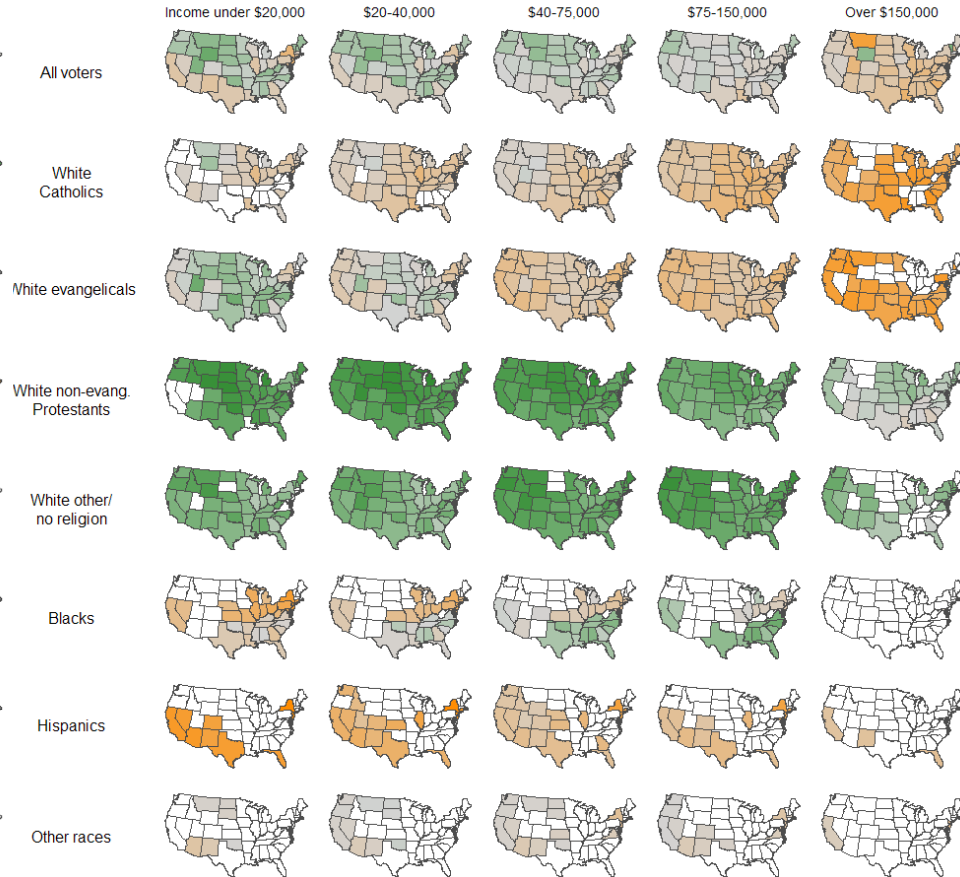 Income under $20,000 $20-40,000 $40-75,000 $75-150,000 Over $150,000
All voters
White
Catholics
White evangelicals
White non-evang.
Protestants
White other/
no religion
Blacks
Hispanics
Other races